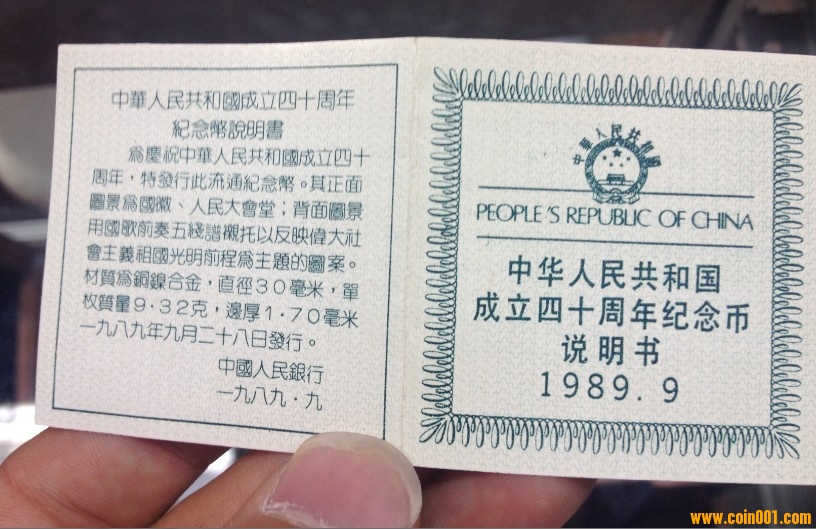 中華人民共和國成立四十周年
紀念幣說明書
為慶祝中華人民共和國成立四十
周年，特發行此流通紀念幣。其正面
圖景為國徽、人民大會堂；背面圖景
用國歌前奏五綫譜襯托以反映偉大社
會主義祖國光明前程為主題的圖案。
材質為銅鎳合金，直徑30毫米，單
枚質量9·32克，邊厚1·70毫米
一九八九年九月二十八日發行。
中國人民銀行
一九八九·九
中華人民共和國
PEOPLE'S REPUBLIC OF CHINA
中华人民共和国
成立四十周年纪念币
说明书
1989.9
www.coin001.com